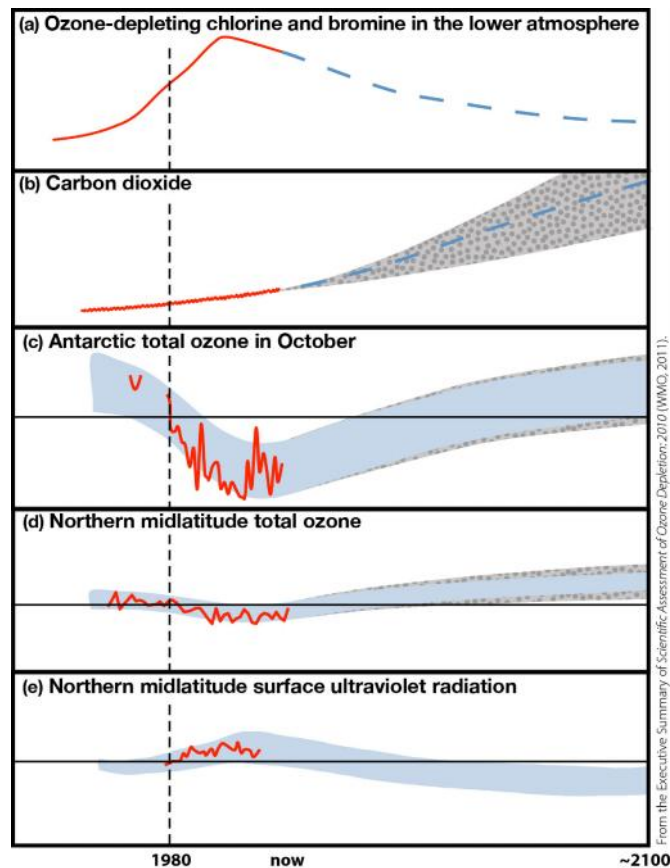 (a) Ozone-depleting chlorine and bromine in the lower atmosphere
(b) Carbon dioxide
(c) Antarctic total ozone in October
(d) Northern midlatitude total ozone
(e) Northern midlatitude surface ultraviolet radiation
1980 now ~2100
From the Executive Summary of Scientific Assessment of Ozone Depletion: 2010 (WMO, 2011).